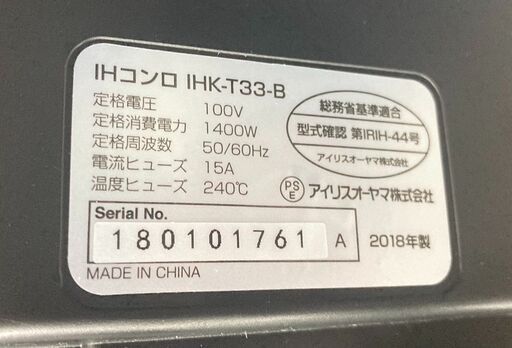 IHコンロ IHK-T33-B
定格電圧 100V
定格消費電力 1400W
定格周波数 50/60Hz
電流ヒューズ 15A
温度ヒューズ 240℃
総務省基準適合
型式確認 第IRIH-44号
アイリスオーヤマ株式会社
PS
E
アイリスオーヤマ株式会社
Serial No.
180101761 A
2018年製
MADE IN CHINA